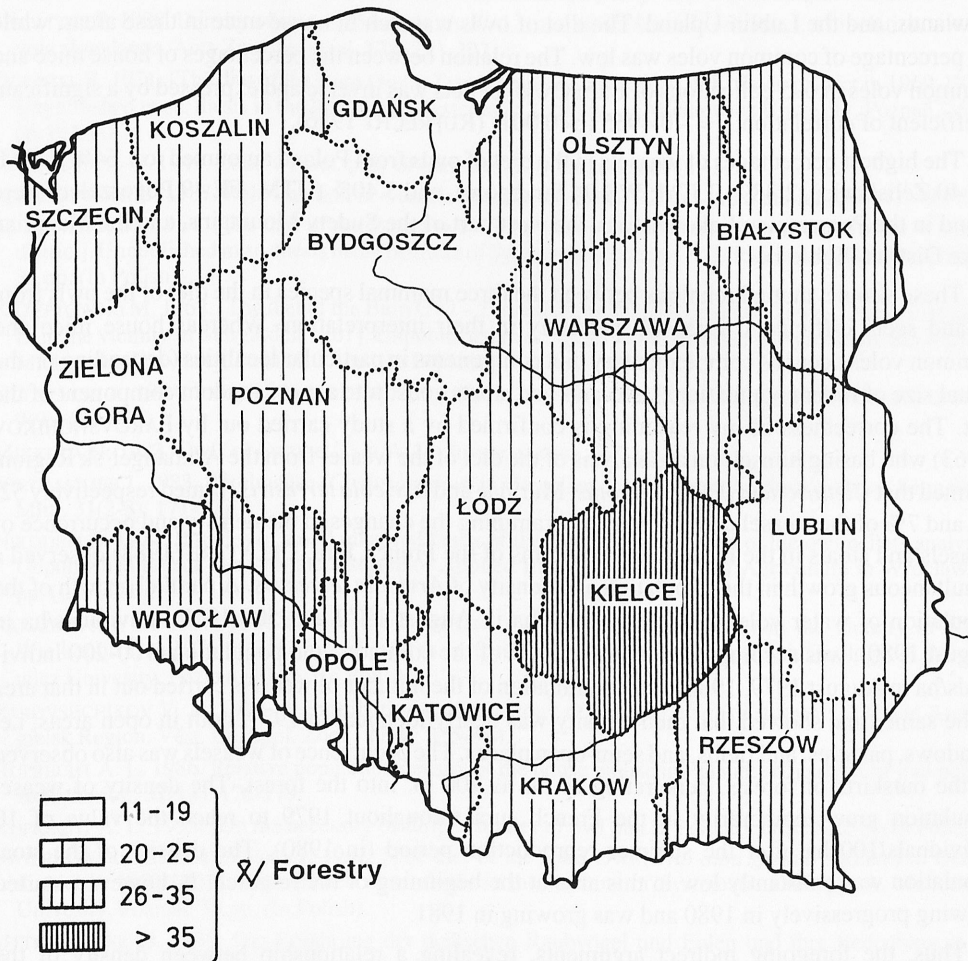 GDAŃSK
KOSZALIN
OLSZTYN
SZCZECIN
BIAŁYSTOK
BYDGOSZCZ
WARSZAWA
ZIELONA
GÓRA
POZNAŃ
ŁÓDŹ
LUBLIN
KIELCE
WROCŁAW
OPOLE
KATOWICE
RZESZÓW
KRAKÓW
11-19
20-25
26-35
> 35
N/ Forestry